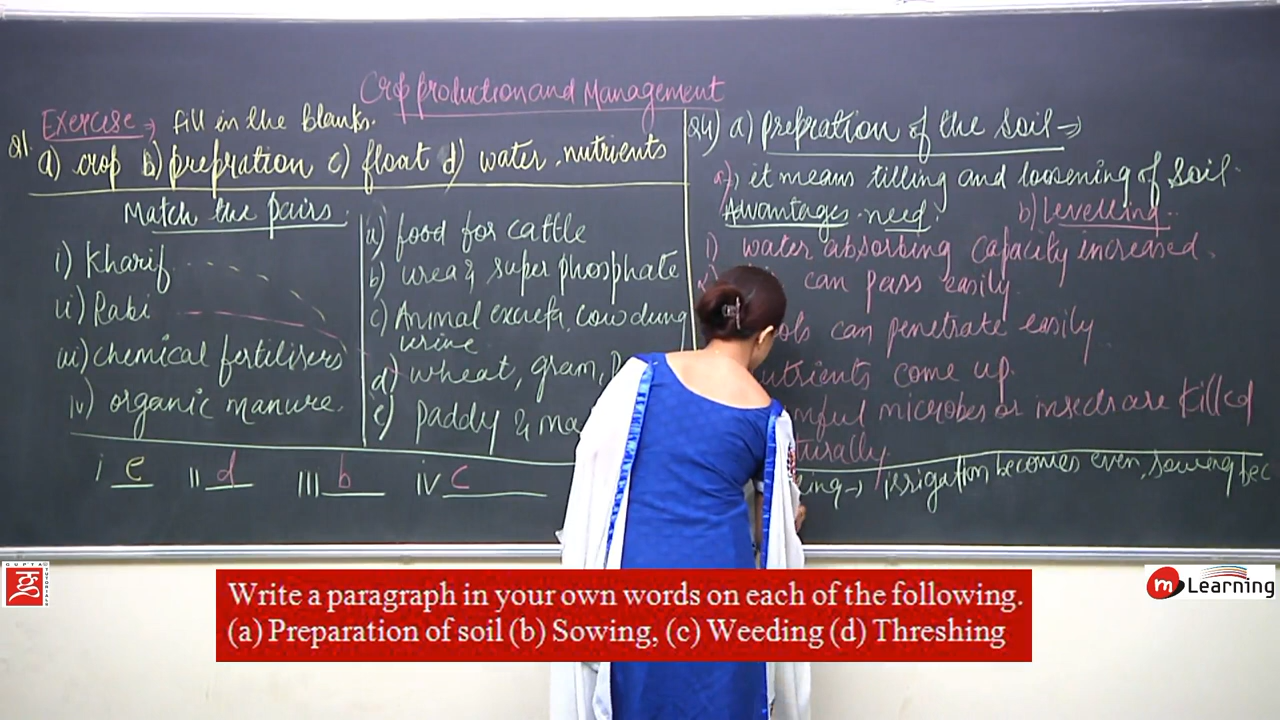 Crop production and Management
Exercise → fill in the blanks.
Q1. a) crop b) prepration c) float d) water, nutrients
Match the pairs.
i) Kharif
ii) Rabi
iii) chemical fertilisers
iv) organic manure.
a) food for cattle
b) urea & super phosphate
c) Animal excreta, cow dung
urine
d) wheat, gram,
e) paddy &
i e ii d III b iv c
Q4) a) prepration of the soil →
a → it means tilling and loosening of soil.
Advantages. need. b) levelling..
1) water absorbing capacity increased.
can pass easily.
can penetrate easily.
come up.
microbes or insects are killed
→ irrigation becomes even, sowing bec
Write a paragraph in your own words on each of the following.
(a) Preparation of soil (b) Sowing, (c) Weeding (d) Threshing
GUPTA TUTORIALS
m Learning